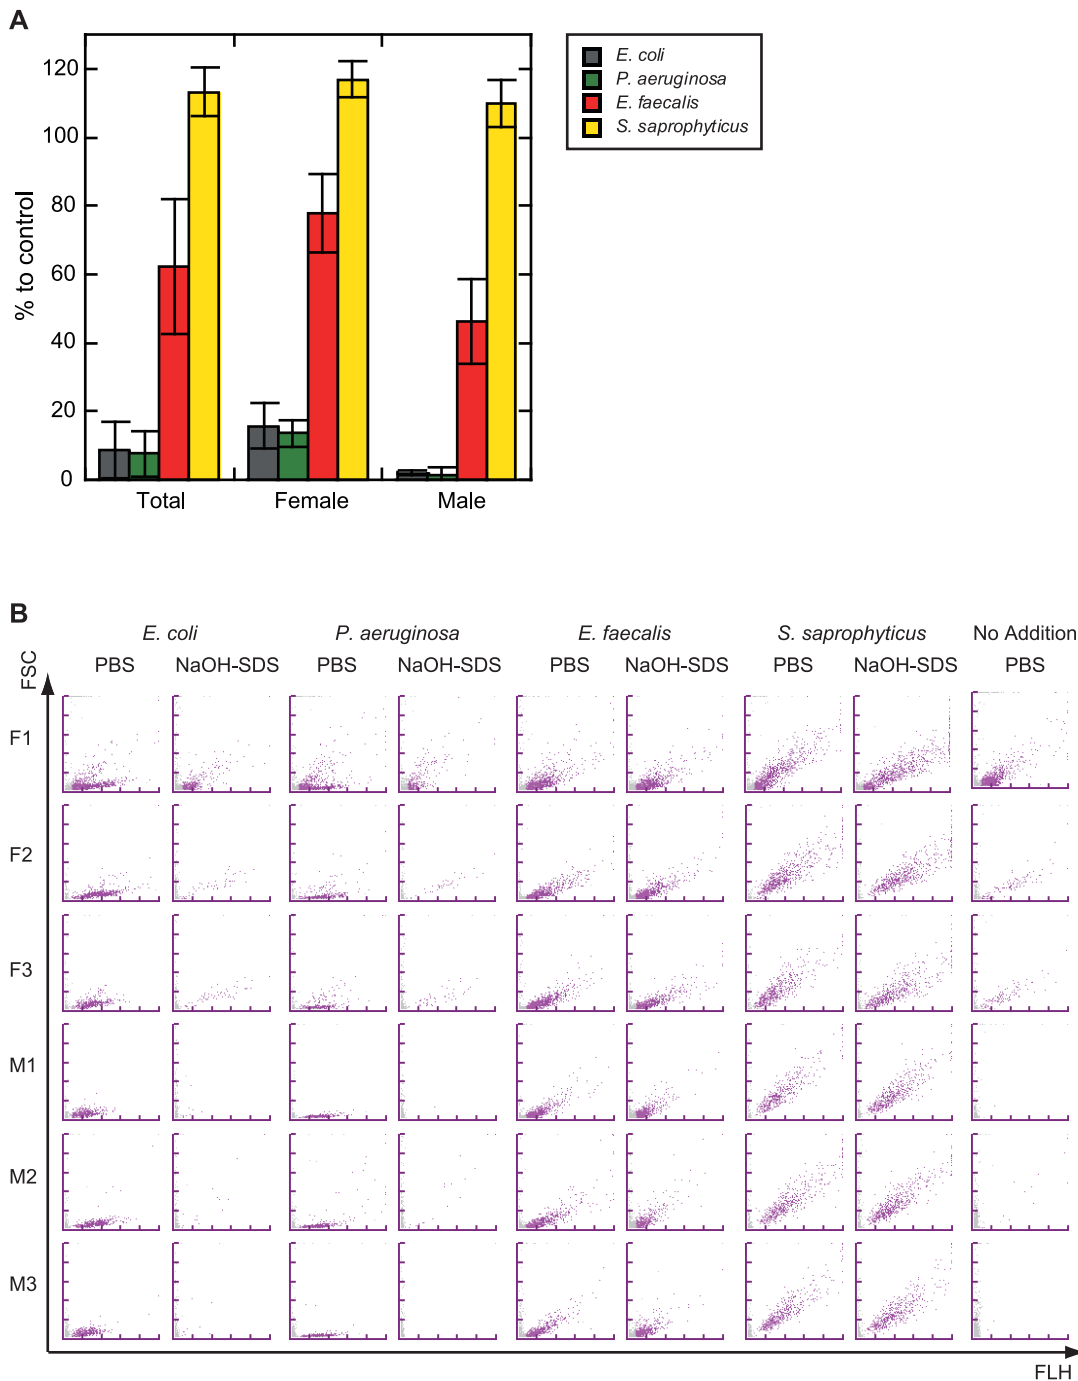 A
120
100
80
60
40
20
0
% to control
Total Female Male
E. coli
P. aeruginosa
E. faecalis
S. saprophyticus
B
E. coli P. aeruginosa E. faecalis S. saprophyticus No Addition
FSC PBS NaOH-SDS PBS NaOH-SDS PBS NaOH-SDS PBS NaOH-SDS PBS
F1
F2
F3
M1
M2
M3
FLH